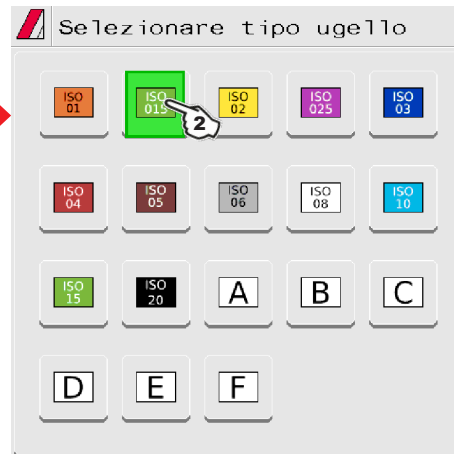 Selezionare tipo ugello
ISO 01
ISO 015
ISO 02
ISO 025
ISO 03
2
ISO 04
ISO 05
ISO 06
ISO 08
ISO 10
ISO 15
ISO 20
A
B
C
D
E
F